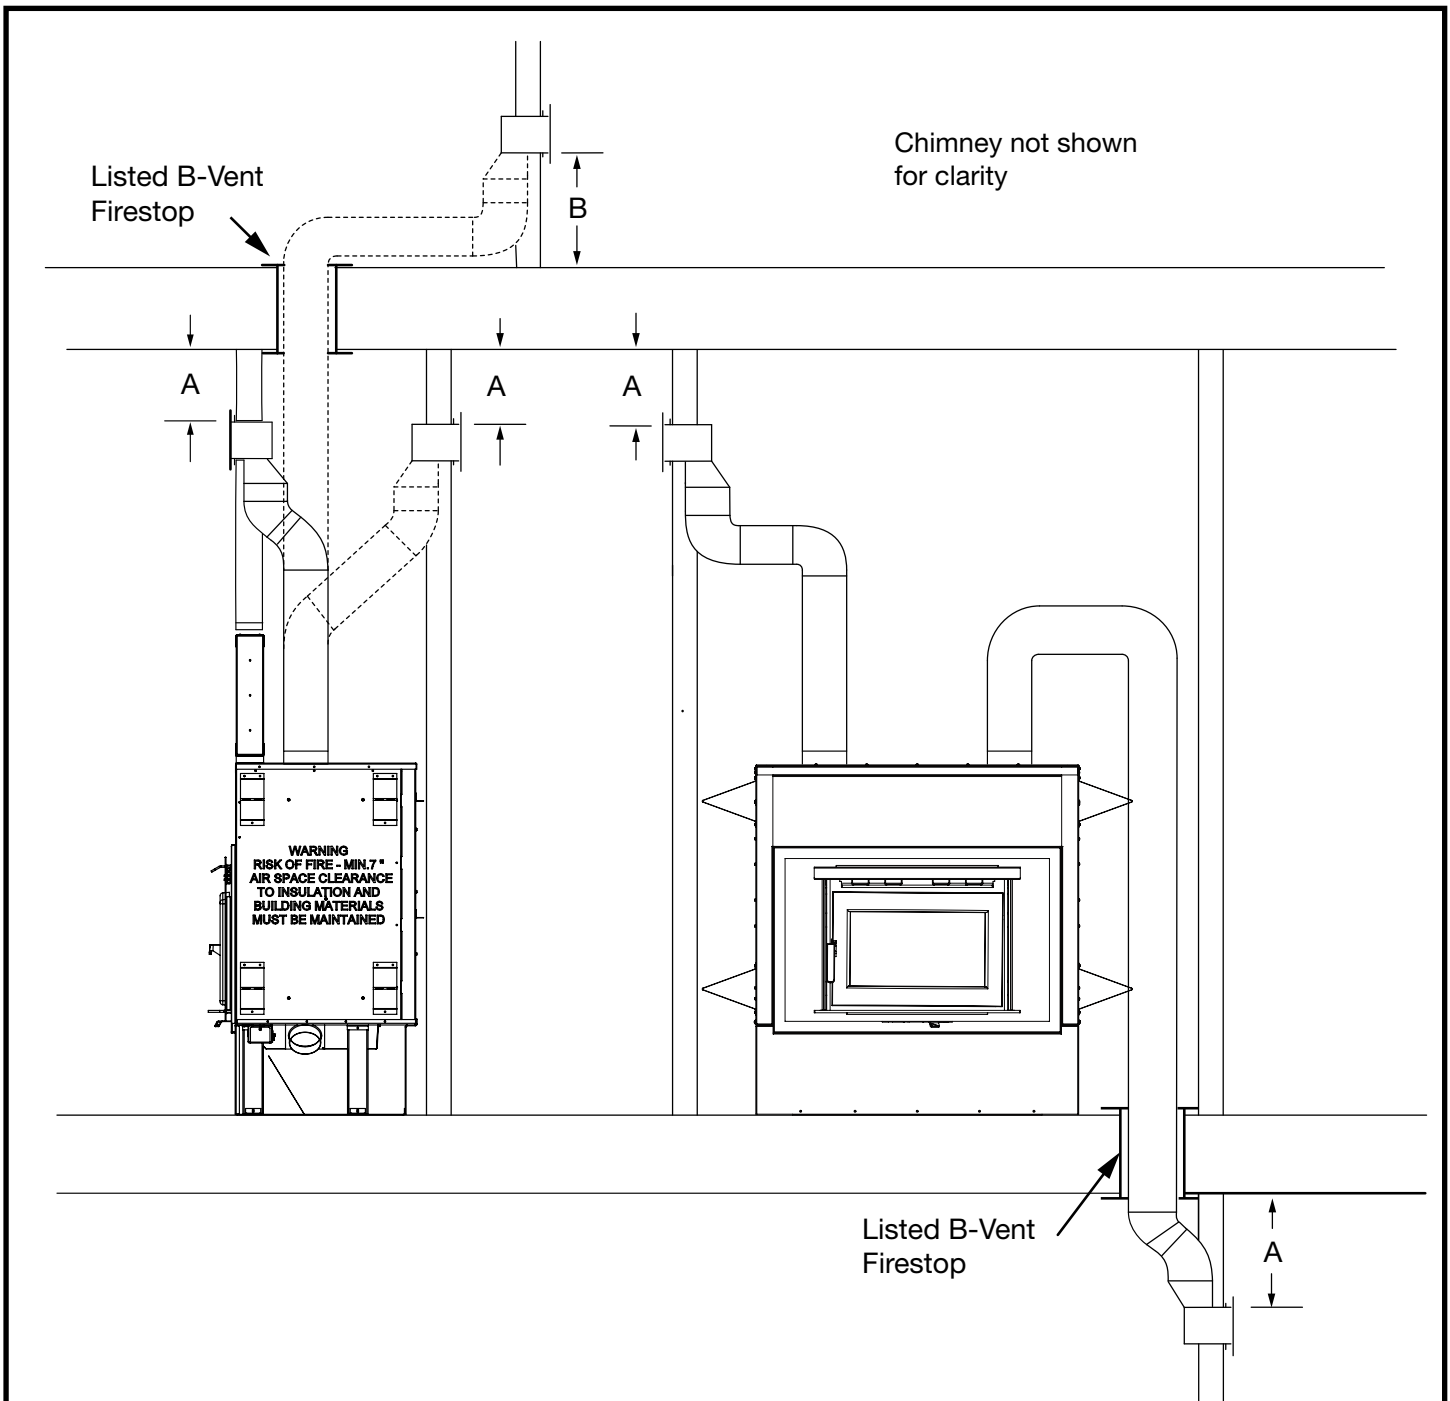 Chimney not shown
for clarity
Listed B-Vent
Firestop
B
A
A
A
WARNING
RISK OF FIRE - MIN.7 "
AIR SPACE CLEARANCE
TO INSULATION AND
BUILDING MATERIALS
MUST BE MAINTAINED
Listed B-Vent
Firestop
A